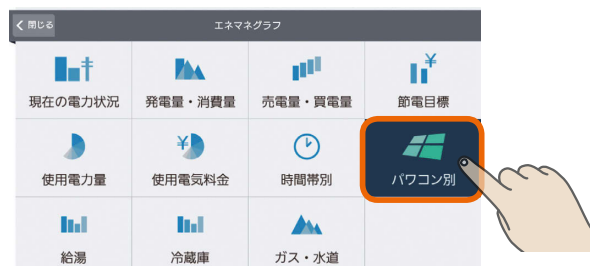 閉じる
エネマネグラフ
現在の電力状況
発電量・消費量
売電量・買電量
節電目標
使用電力量
使用電気料金
時間帯別
パワコン別
給湯
冷蔵庫
ガス・水道